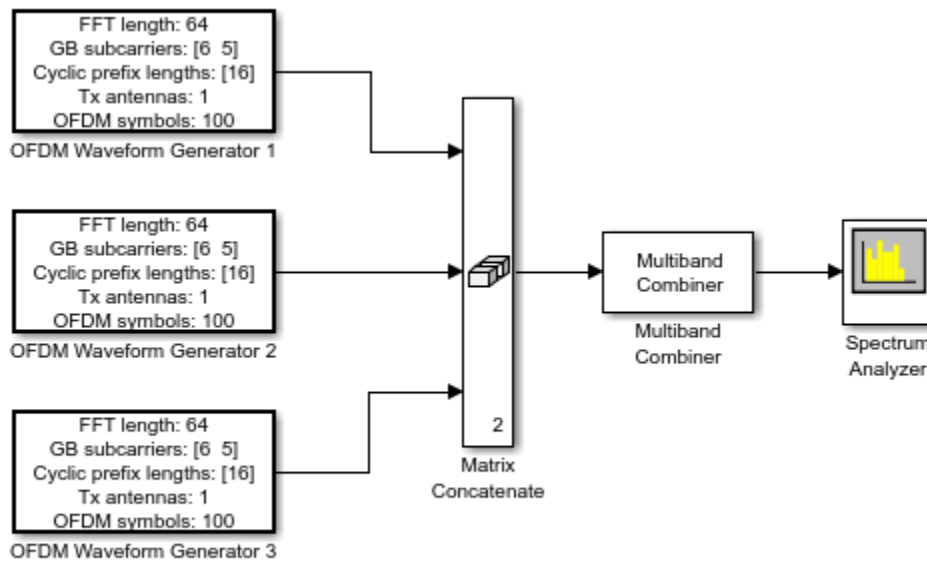 FFT length: 64
GB subcarriers: [6  5]
Cyclic prefix lengths: [16]
Tx antennas: 1
OFDM symbols: 100
OFDM Waveform Generator 1
FFT length: 64
GB subcarriers: [6  5]
Cyclic prefix lengths: [16]
Tx antennas: 1
OFDM symbols: 100
OFDM Waveform Generator 2
FFT length: 64
GB subcarriers: [6  5]
Cyclic prefix lengths: [16]
Tx antennas: 1
OFDM symbols: 100
OFDM Waveform Generator 3
2
Matrix
Concatenate
Multiband
Combiner
Multiband
Combiner
Spectrum
Analyzer